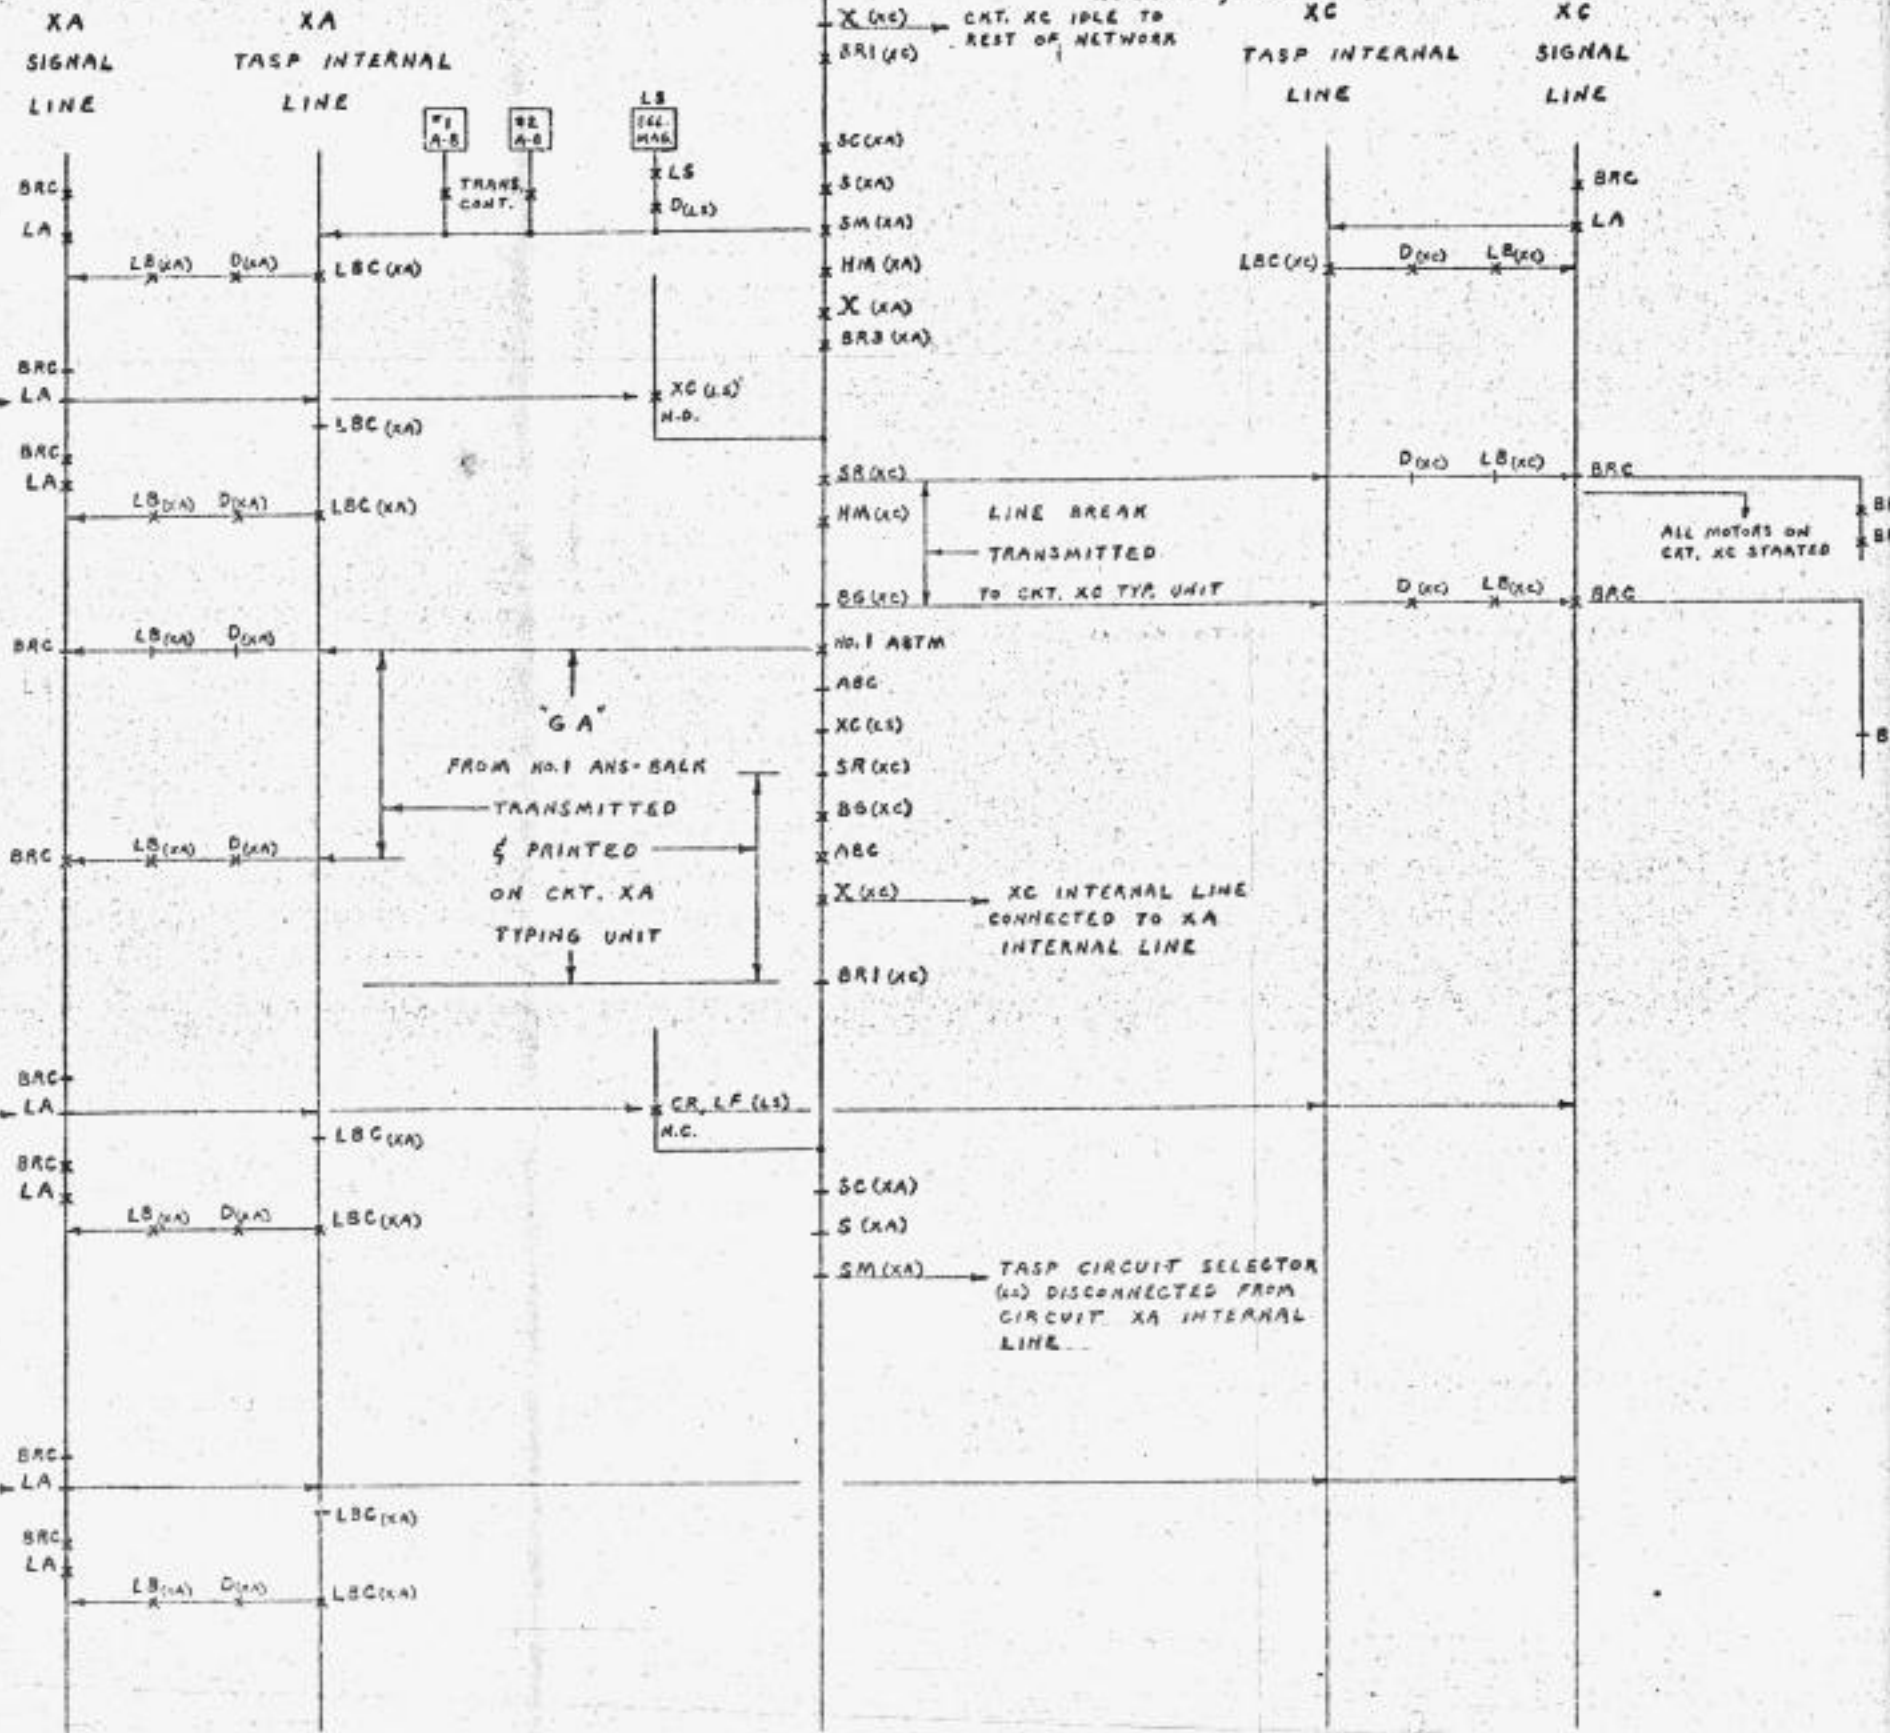 X (XC)
CKT. XC IDLE TO
REST OF NETWORK
BR1 (XC)
XA
SIGNAL
LINE
XA
TASP INTERNAL
LINE
XC
TASP INTERNAL
LINE
XC
SIGNAL
LINE
#1
A-B
#2
A-B
LS
SEL.
MAG.
TRANS.
CONT.
LS
D(LS)
SC(XA)
S(XA)
SM(XA)
HM(XA)
X (XA)
BR3 (XA)
BRC
LA
LB(XA) D(XA) LBC(XA)
BRC
LA
LBC(XC) D(XC) LB(XC)
BRC
LA
XC (LS)
N.O.
LBC(XA)
BRC
LA
LB(XA) D(XA) LBC(XA)
SR(XC)
HM(XC)
LINE BREAK
TRANSMITTED
TO CKT. XC TYP. UNIT
BS(XC)
D(XC) LB(XC) BRC
ALL MOTORS ON
CKT. XC STARTED
D(XC) LB(XC) BRC
BRC LB(XA) D(XA)
NO.1 ABTM
ABC
XC(LS)
SR(XC)
BS(XC)
ABC
X(XC)
XC INTERNAL LINE
CONNECTED TO XA
INTERNAL LINE
BR1(XC)
"GA"
FROM NO.1 ANS-BACK
TRANSMITTED
& PRINTED
ON CKT. XA
TYPING UNIT
BRC LB(XA) D(XA)
BRC
LA
CR, LF (LS)
N.C.
LBC(XA)
BRC
LA
LB(XA) D(XA) LBC(XA)
SC(XA)
S(XA)
SM(XA)
TASP CIRCUIT SELECTOR
(LS) DISCONNECTED FROM
CIRCUIT XA INTERNAL
LINE
BRC
LA
LBC(XA)
BRC
LA
LB(XA) D(XA) LBC(XA)